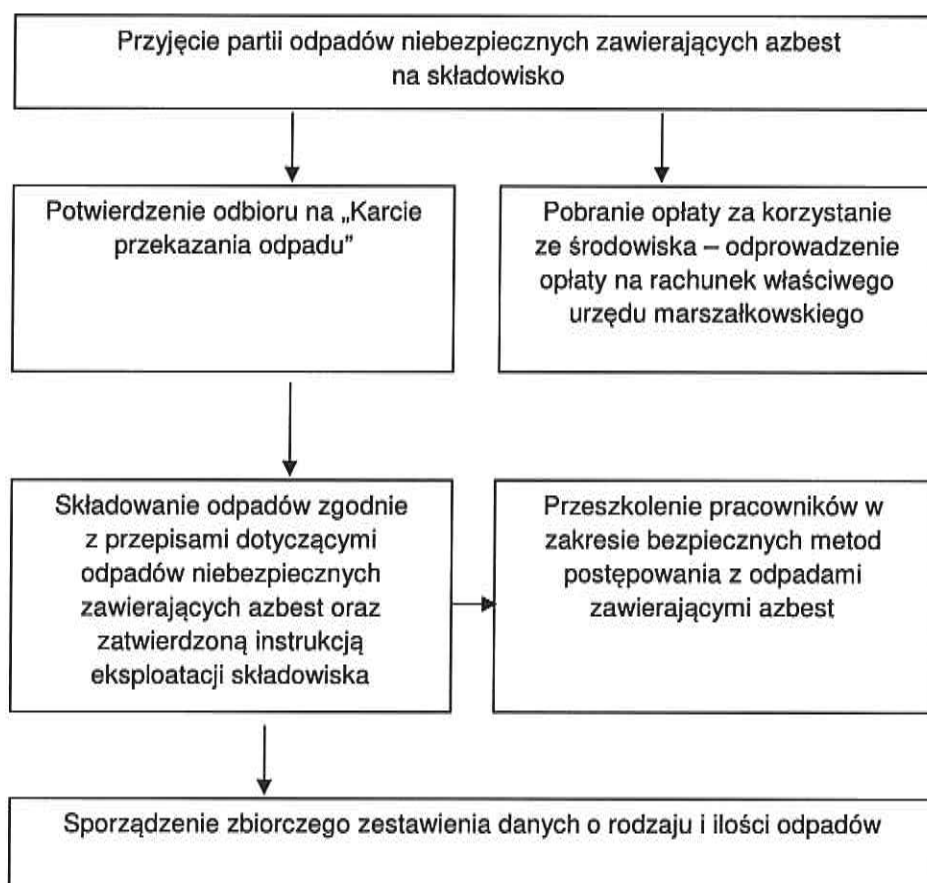 Przyjęcie partii odpadów niebezpiecznych zawierających azbest
na składowisko
Potwierdzenie odbioru na „Karcie
przekazania odpadu”
Pobranie opłaty za korzystanie
ze środowiska – odprowadzenie
opłaty na rachunek właściwego
urzędu marszałkowskiego
Składowanie odpadów zgodnie
z przepisami dotyczącymi
odpadów niebezpiecznych
zawierających azbest oraz
zatwierdzoną instrukcją
eksploatacji składowiska
Przeszkolenie pracowników w
zakresie bezpiecznych metod
postępowania z odpadami
zawierającymi azbest
Sporządzenie zbiorczego zestawienia danych o rodzaju i ilości odpadów